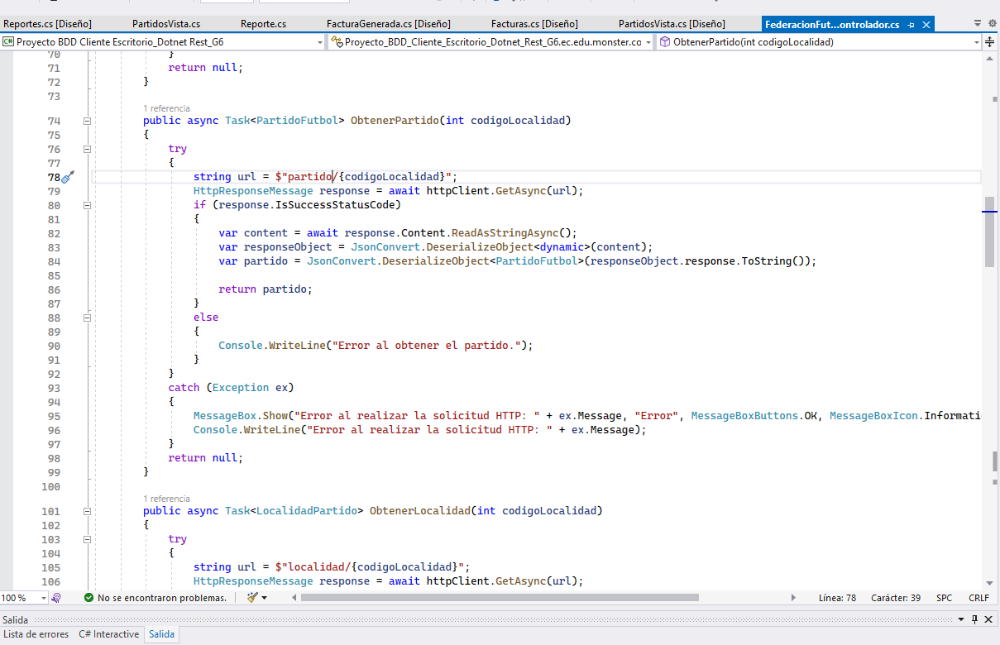 Reportes.cs [Diseño] PartidosVista.cs Reporte.cs FacturaGenerada.cs [Diseño] Facturas.cs [Diseño] PartidosVista.cs [Diseño] FederacionFut...ontrolador.cs
Proyecto BDD Cliente Escritorio_Dotnet Rest_G6 Proyecto_BDD_Cliente_Escritorio_Dotnet_Rest_G6.ec.edu.monster.co ObtenerPartido(int codigoLocalidad)
70 }
71 return null;
72 }
73
1 referencia
74 public async Task<PartidoFutbol> ObtenerPartido(int codigoLocalidad)
75 {
76 try
77 {
78 string url = $"partido/{codigoLocalidad}";
79 HttpResponseMessage response = await httpClient.GetAsync(url);
80 if (response.IsSuccessStatusCode)
81 {
82 var content = await response.Content.ReadAsStringAsync();
83 var responseObject = JsonConvert.DeserializeObject<dynamic>(content);
84 var partido = JsonConvert.DeserializeObject<PartidoFutbol>(responseObject.response.ToString());
85
86 return partido;
87 }
88 else
89 {
90 Console.WriteLine("Error al obtener el partido.");
91 }
92 }
93 catch (Exception ex)
94 {
95 MessageBox.Show("Error al realizar la solicitud HTTP: " + ex.Message, "Error", MessageBoxButtons.OK, MessageBoxIcon.Informati
96 Console.WriteLine("Error al realizar la solicitud HTTP: " + ex.Message);
97 }
98 return null;
99 }
100
1 referencia
101 public async Task<LocalidadPartido> ObtenerLocalidad(int codigoLocalidad)
102 {
103 try
104 {
105 string url = $"localidad/{codigoLocalidad}";
106 HttpResponseMessage response = await httpClient.GetAsync(url);
100 % No se encontraron problemas. Línea: 78 Carácter: 39 SPC CRLF
Salida
Lista de errores C# Interactive Salida